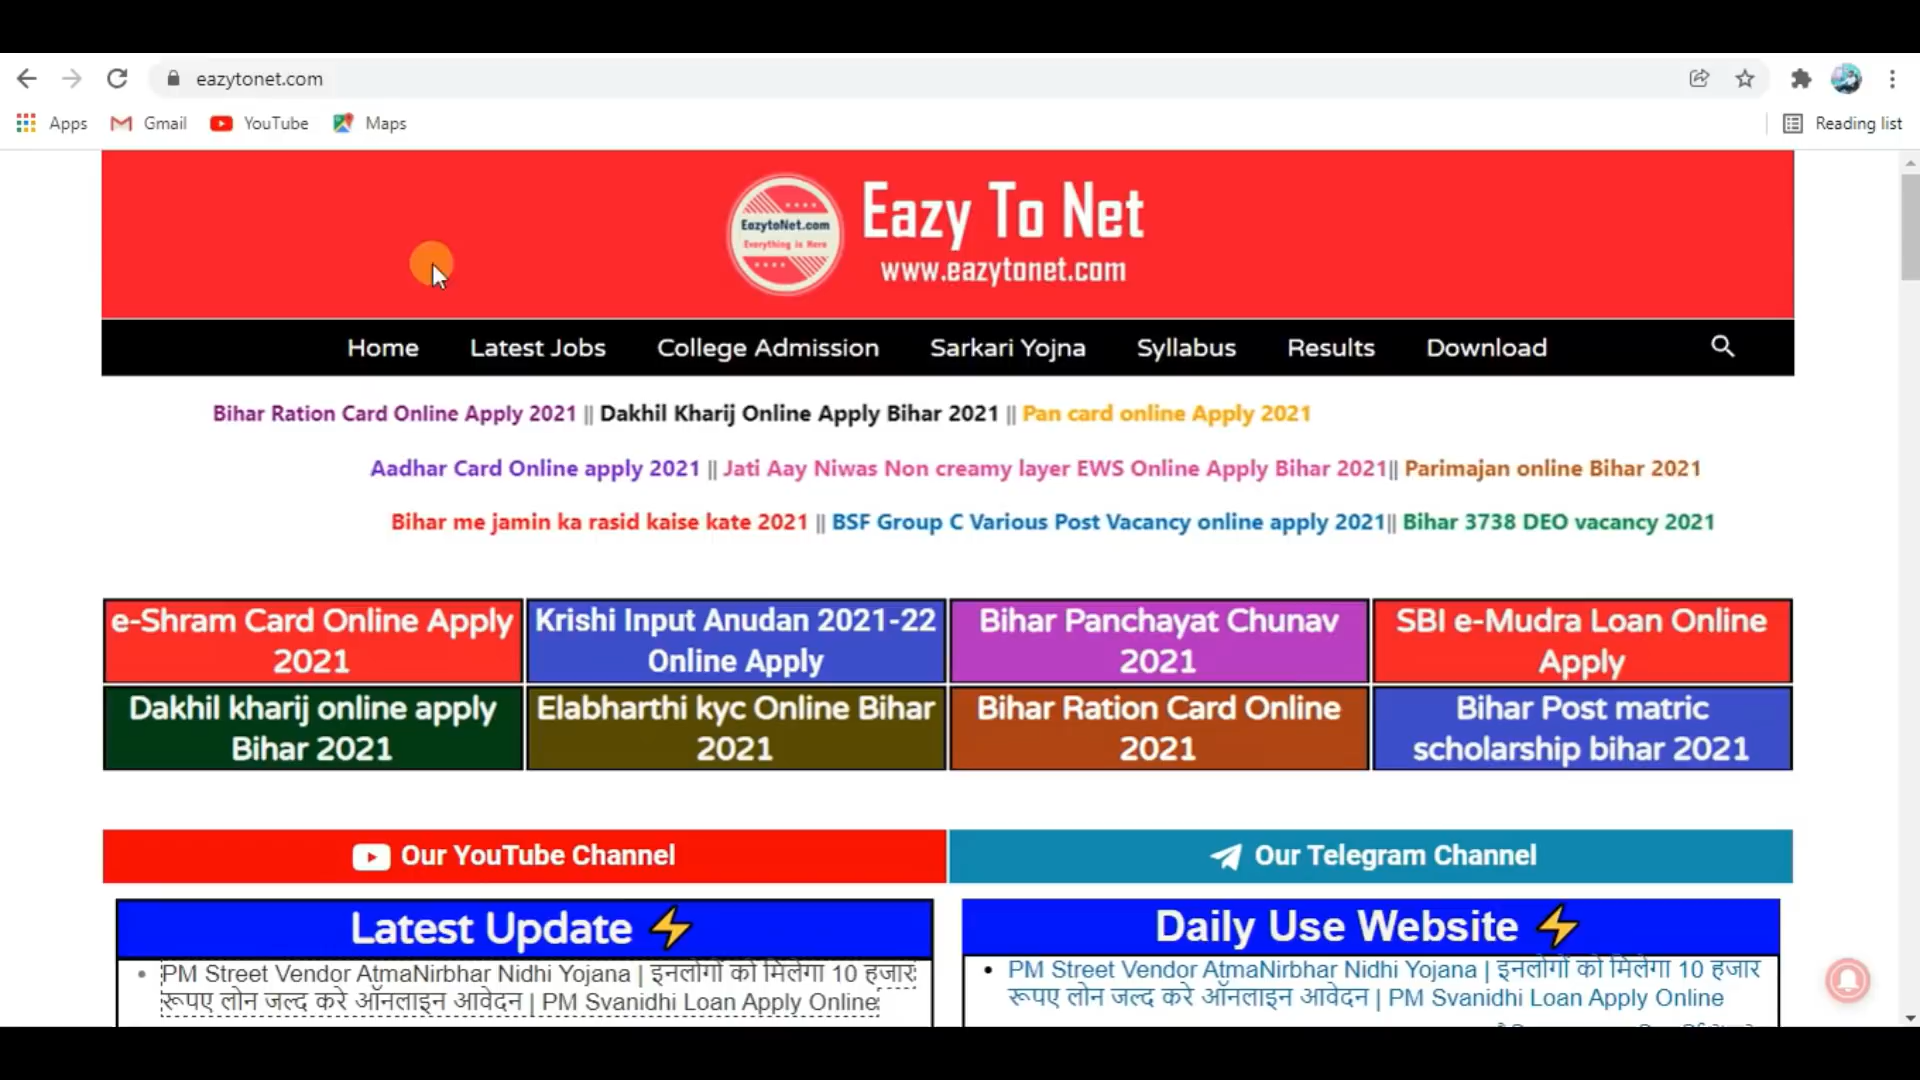 eazytonet.com
Apps Gmail YouTube Maps Reading list
EazytoNet.com
Everything is Here
Eazy To Net
www.eazytonet.com
Home Latest Jobs College Admission Sarkari Yojna Syllabus Results Download
Bihar Ration Card Online Apply 2021 || Dakhil Kharij Online Apply Bihar 2021 || Pan card online Apply 2021
Aadhar Card Online apply 2021 || Jati Aay Niwas Non creamy layer EWS Online Apply Bihar 2021|| Parimajan online Bihar 2021
Bihar me jamin ka rasid kaise kate 2021 || BSF Group C Various Post Vacancy online apply 2021|| Bihar 3738 DEO vacancy 2021
e-Shram Card Online Apply
2021
Krishi Input Anudan 2021-22
Online Apply
Bihar Panchayat Chunav
2021
SBI e-Mudra Loan Online
Apply
Dakhil kharij online apply
Bihar 2021
Elabharthi kyc Online Bihar
2021
Bihar Ration Card Online
2021
Bihar Post matric
scholarship bihar 2021
Our YouTube Channel
Our Telegram Channel
Latest Update
PM Street Vendor AtmaNirbhar Nidhi Yojana | इनलोगों को मिलेगा 10 हजार
रूपए लोन जल्द करे ऑनलाइन आवेदन | PM Svanidhi Loan Apply Online
Daily Use Website
PM Street Vendor AtmaNirbhar Nidhi Yojana | इनलोगों को मिलेगा 10 हजार
रूपए लोन जल्द करे ऑनलाइन आवेदन | PM Svanidhi Loan Apply Online